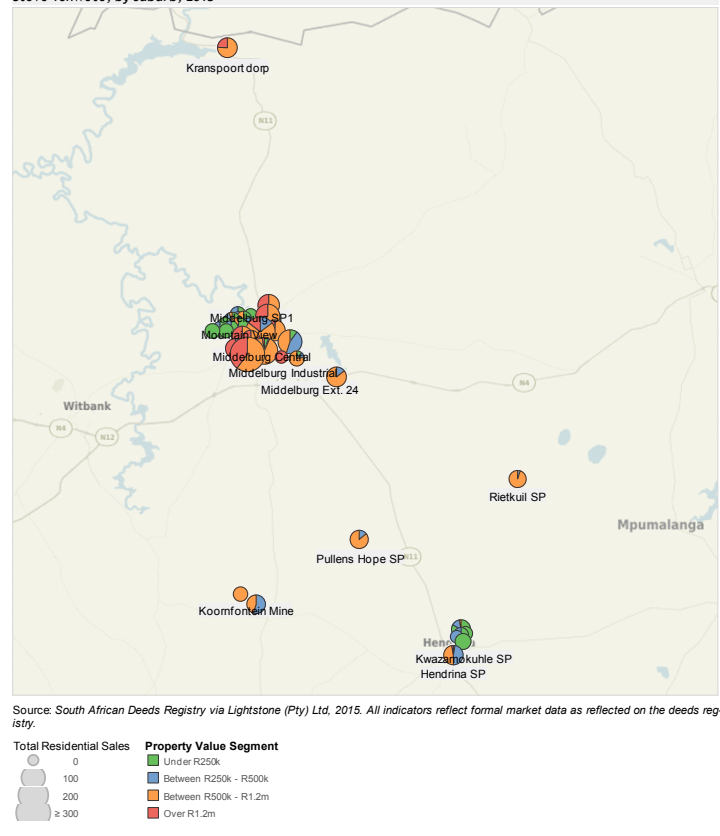 Kranspoort dorp
N11
Middelburg SP1
Mountain View
Middelburg Central
Middelburg Industrial
Middelburg Ext. 24
N4
Witbank
N4
N12
Rietkuil SP
Mpumalanga
Pullens Hope SP
N11
Koornfontein Mine
Kwazamokuhle SP
Hendrina SP
Source: South African Deeds Registry via Lightstone (Pty) Ltd, 2015. All indicators reflect formal market data as reflected on the deeds reg-
istry.
Total Residential Sales
0
100
200
≥ 300
Property Value Segment
Under R250k
Between R250k - R500k
Between R500k - R1.2m
Over R1.2m